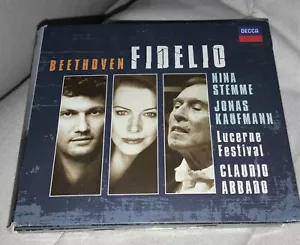 DECCA
BEETHOVEN FIDELIO
NINA
STEMME
JONAS
KAUFMANN
Lucerne
Festival
CLAUDIO
ABBADO